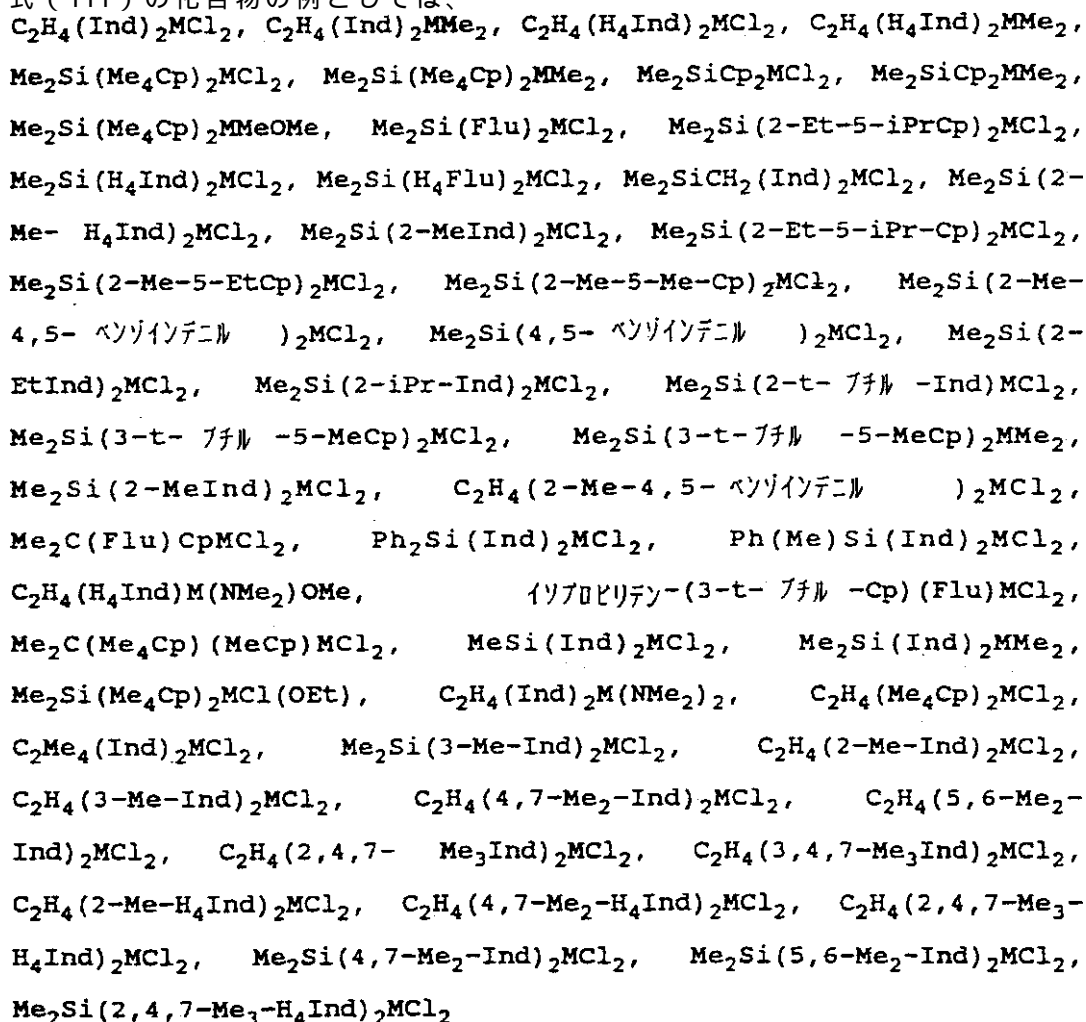 式(III)の化合物の例としては、
C₂H₄(Ind)₂MCl₂, C₂H₄(Ind)₂MMe₂, C₂H₄(H₄Ind)₂MCl₂, C₂H₄(H₄Ind)₂MMe₂,
Me₂Si(Me₄Cp)₂MCl₂, Me₂Si(Me₄Cp)₂MMe₂, Me₂SiCp₂MCl₂, Me₂SiCp₂MMe₂,
Me₂Si(Me₄Cp)₂MMeOMe, Me₂Si(Flu)₂MCl₂, Me₂Si(2-Et-5-iPrCp)₂MCl₂,
Me₂Si(H₄Ind)₂MCl₂, Me₂Si(H₄Flu)₂MCl₂, Me₂SiCH₂(Ind)₂MCl₂, Me₂Si(2-
Me- H₄Ind)₂MCl₂, Me₂Si(2-MeInd)₂MCl₂, Me₂Si(2-Et-5-iPr-Cp)₂MCl₂,
Me₂Si(2-Me-5-EtCp)₂MCl₂, Me₂Si(2-Me-5-Me-Cp)₂MCl₂, Me₂Si(2-Me-
4,5- ベンゾインデニル )₂MCl₂, Me₂Si(4,5- ベンゾインデニル )₂MCl₂, Me₂Si(2-
EtInd)₂MCl₂, Me₂Si(2-iPr-Ind)₂MCl₂, Me₂Si(2-t- ブチル -Ind)MCl₂,
Me₂Si(3-t- ブチル -5-MeCp)₂MCl₂, Me₂Si(3-t-ブチル -5-MeCp)₂MMe₂,
Me₂Si(2-MeInd)₂MCl₂, C₂H₄(2-Me-4,5- ベンゾインデニル )₂MCl₂,
Me₂C(Flu)CpMCl₂, Ph₂Si(Ind)₂MCl₂, Ph(Me)Si(Ind)₂MCl₂,
C₂H₄(H₄Ind)M(NMe₂)OMe, イソプロピリデン-(3-t- ブチル -Cp)(Flu)MCl₂,
Me₂C(Me₄Cp)(MeCp)MCl₂, MeSi(Ind)₂MCl₂, Me₂Si(Ind)₂MMe₂,
Me₂Si(Me₄Cp)₂MCl(OEt), C₂H₄(Ind)₂M(NMe₂)₂, C₂H₄(Me₄Cp)₂MCl₂,
C₂Me₄(Ind)₂MCl₂, Me₂Si(3-Me-Ind)₂MCl₂, C₂H₄(2-Me-Ind)₂MCl₂,
C₂H₄(3-Me-Ind)₂MCl₂, C₂H₄(4,7-Me₂-Ind)₂MCl₂, C₂H₄(5,6-Me₂-
Ind)₂MCl₂, C₂H₄(2,4,7- Me₃Ind)₂MCl₂, C₂H₄(3,4,7-Me₃Ind)₂MCl₂,
C₂H₄(2-Me-H₄Ind)₂MCl₂, C₂H₄(4,7-Me₂-H₄Ind)₂MCl₂, C₂H₄(2,4,7-Me₃-
H₄Ind)₂MCl₂, Me₂Si(4,7-Me₂-Ind)₂MCl₂, Me₂Si(5,6-Me₂-Ind)₂MCl₂,
Me₂Si(2,4,7-Me₃-H₄Ind)₂MCl₂